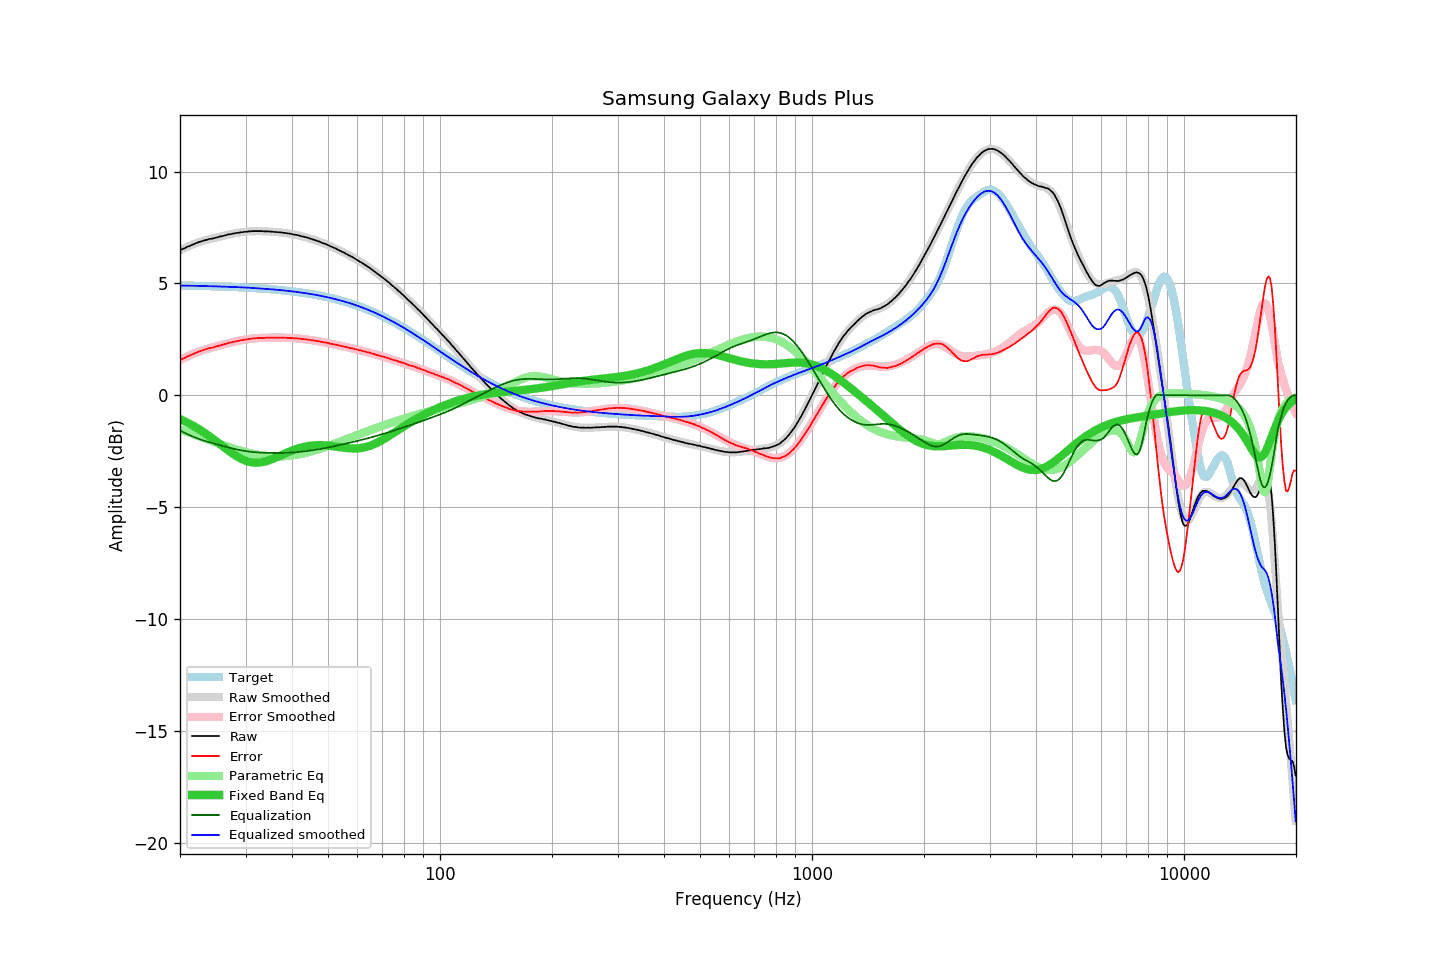 Samsung Galaxy Buds Plus
10
5
0
−5
−10
−15
−20
Amplitude (dBr)
Target
Raw Smoothed
Error Smoothed
Raw
Error
Parametric Eq
Fixed Band Eq
Equalization
Equalized smoothed
100
1000
10000
Frequency (Hz)